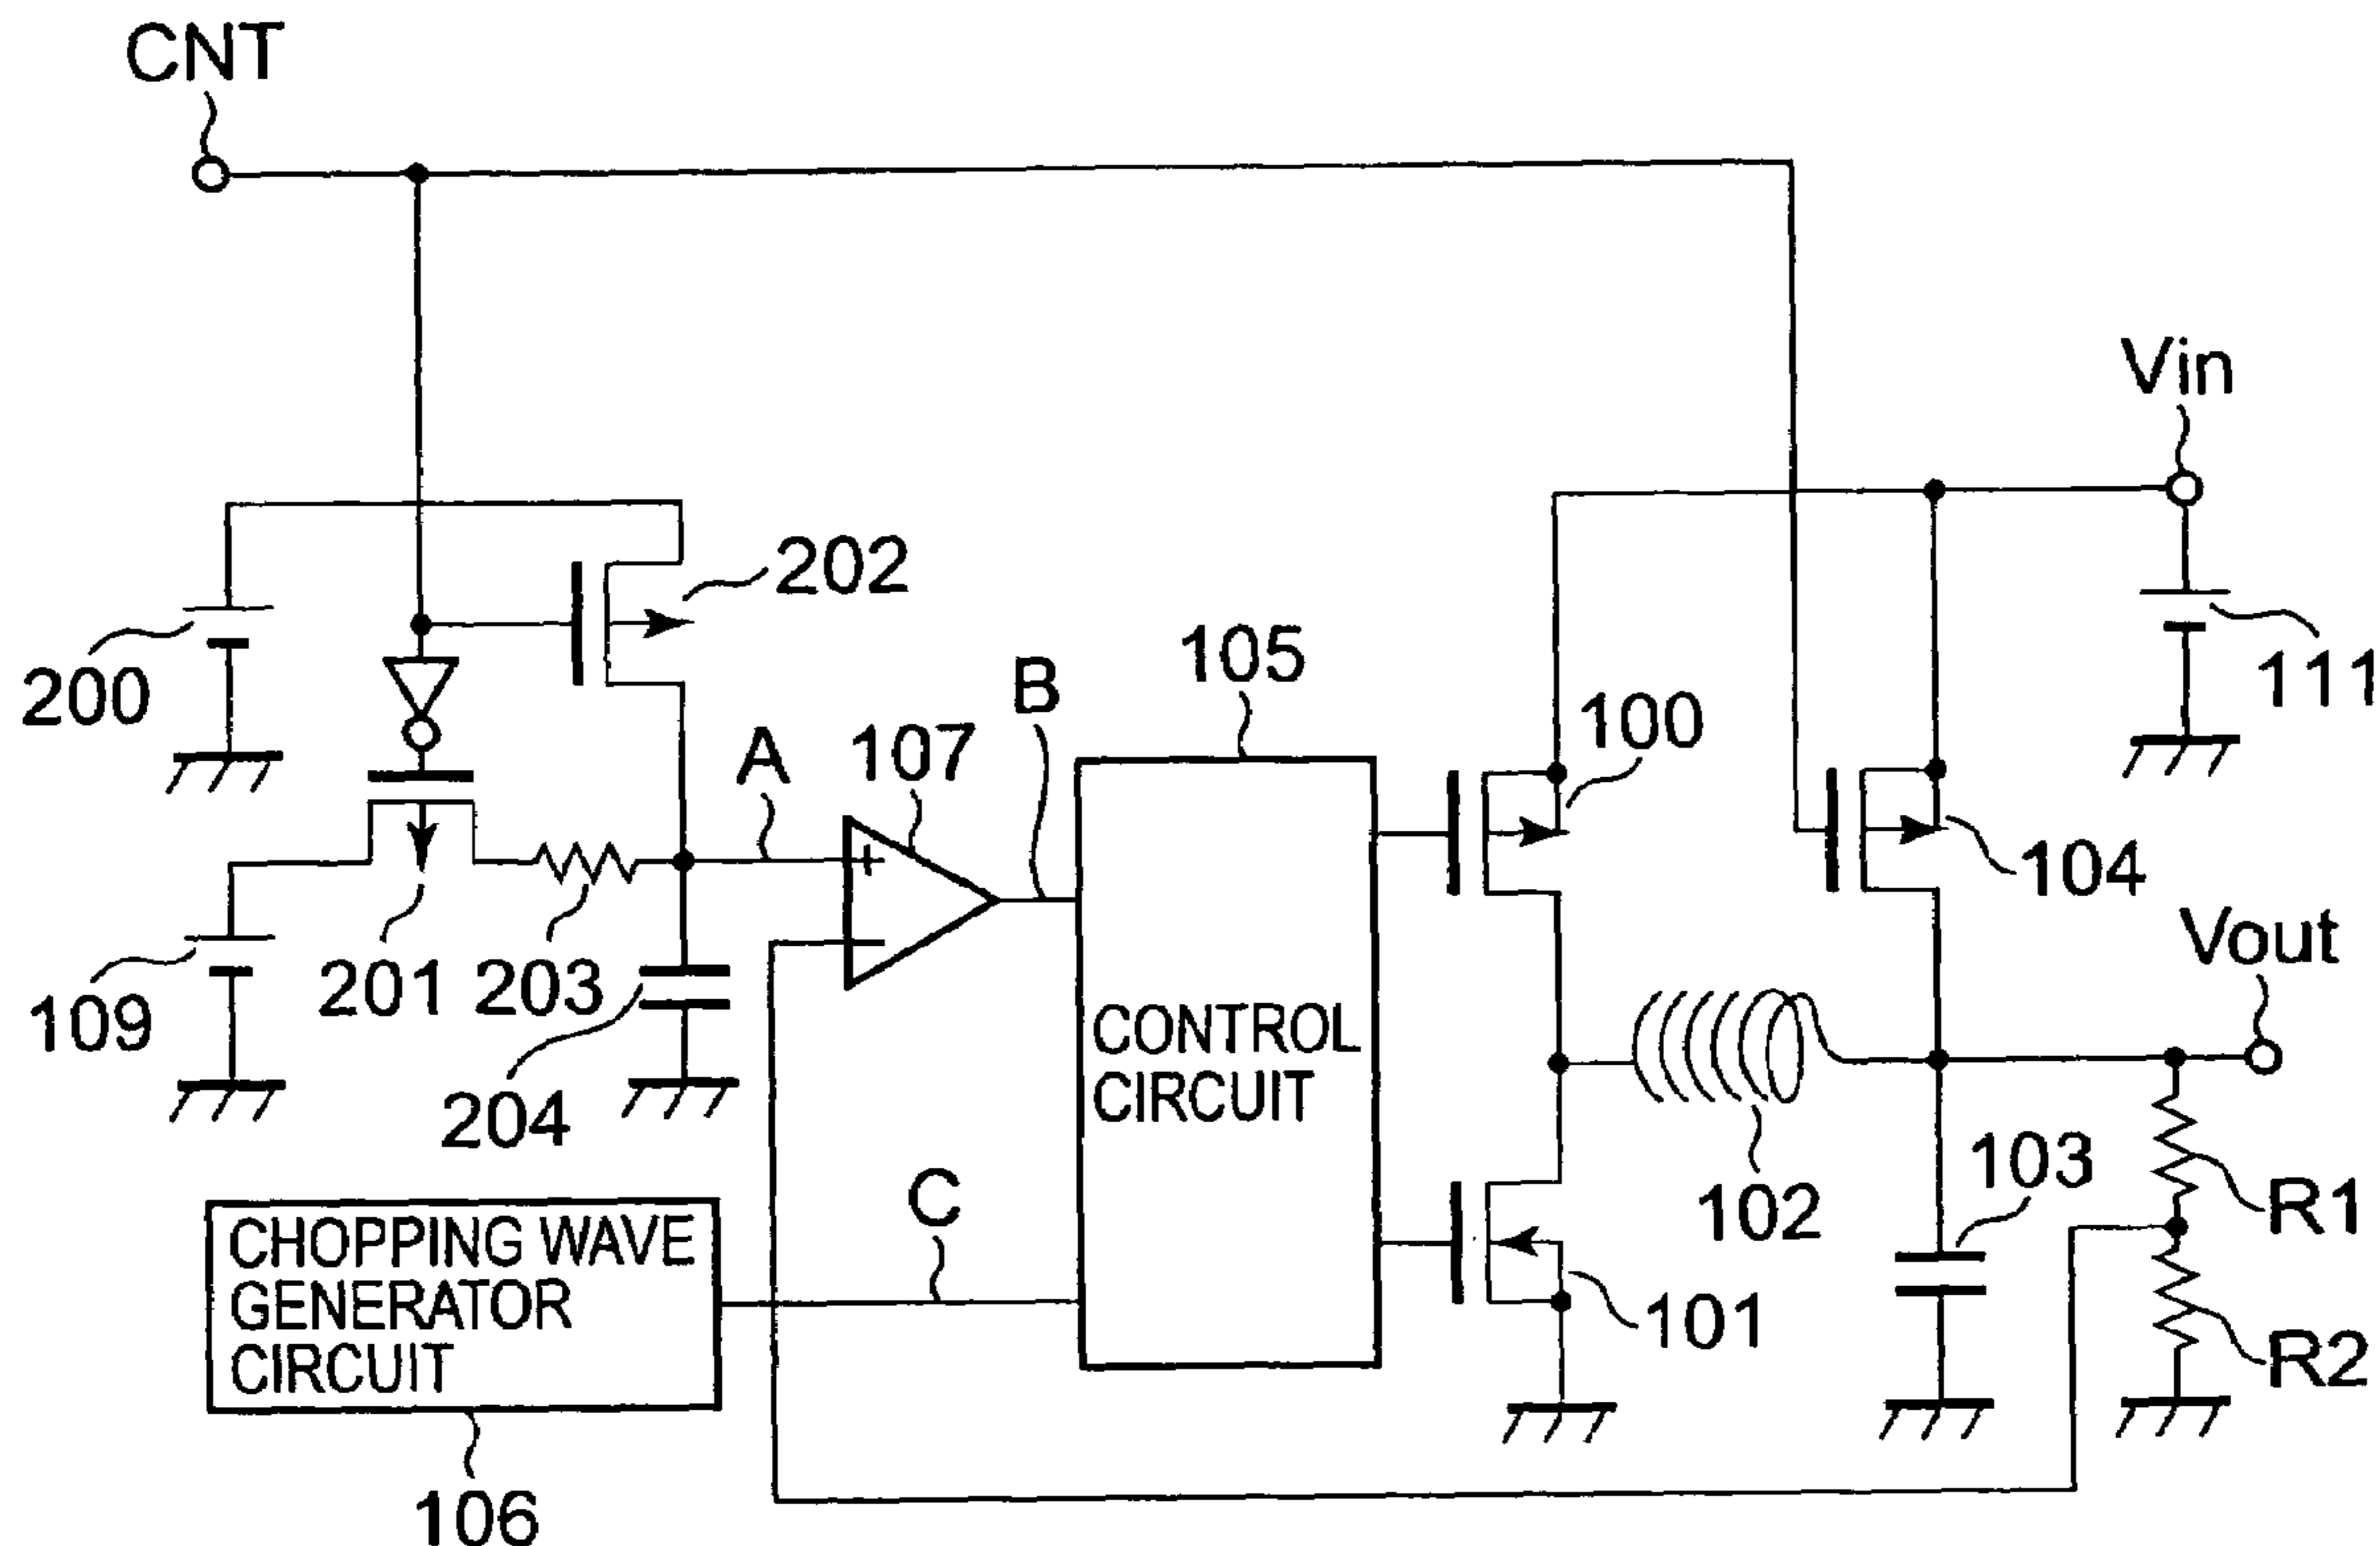 CNT
Vin
202
200
105
B
111
100
A
107
104
Vout
109
201
203
CONTROL
CIRCUIT
204
103
C
102
R1
CHOPPING WAVE
GENERATOR
CIRCUIT
101
R2
106
+
−